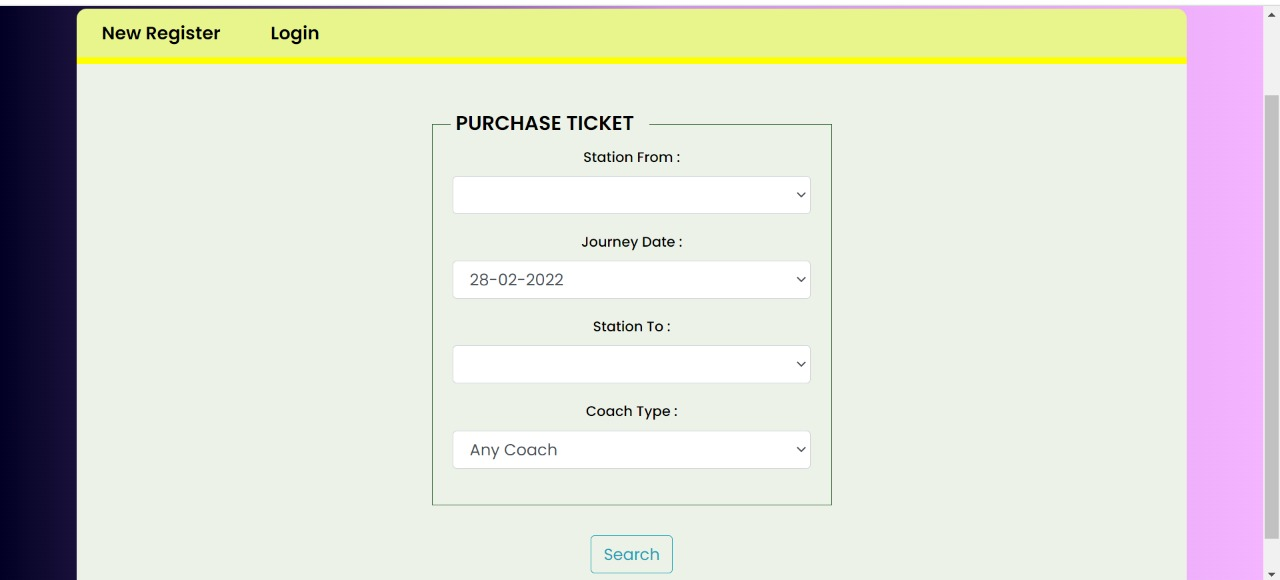 New Register Login
PURCHASE TICKET
Station From :
Journey Date :
28-02-2022
Station To :
Coach Type :
Any Coach
Search